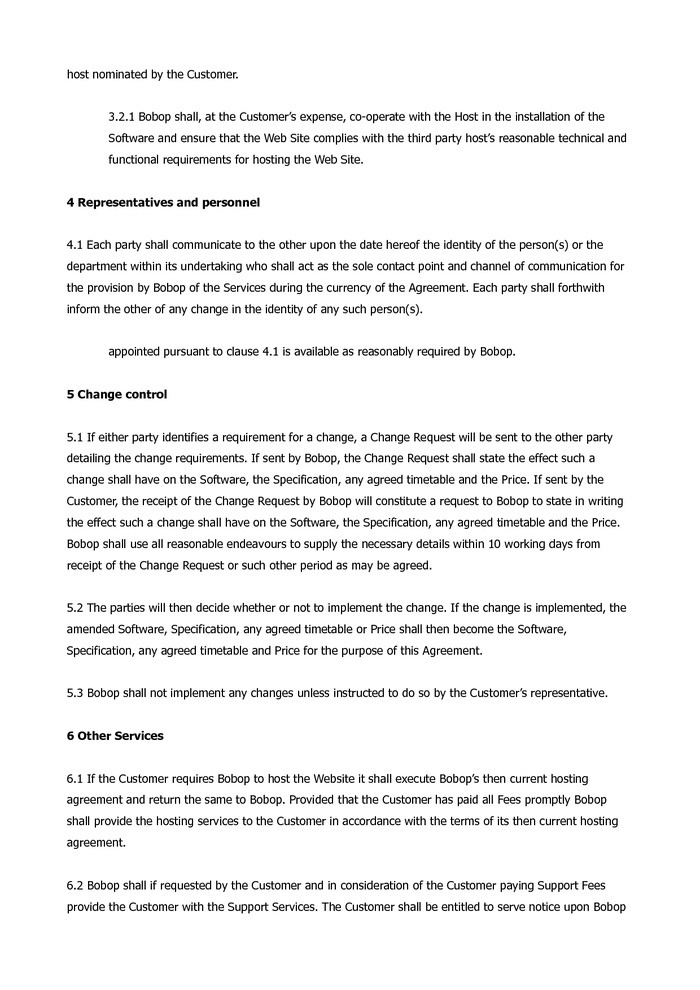 host nominated by the Customer.
3.2.1 Bobop shall, at the Customer’s expense, co-operate with the Host in the installation of the
Software and ensure that the Web Site complies with the third party host’s reasonable technical and
functional requirements for hosting the Web Site.
4 Representatives and personnel
4.1 Each party shall communicate to the other upon the date hereof the identity of the person(s) or the
department within its undertaking who shall act as the sole contact point and channel of communication for
the provision by Bobop of the Services during the currency of the Agreement. Each party shall forthwith
inform the other of any change in the identity of any such person(s).
appointed pursuant to clause 4.1 is available as reasonably required by Bobop.
5 Change control
5.1 If either party identifies a requirement for a change, a Change Request will be sent to the other party
detailing the change requirements. If sent by Bobop, the Change Request shall state the effect such a
change shall have on the Software, the Specification, any agreed timetable and the Price. If sent by the
Customer, the receipt of the Change Request by Bobop will constitute a request to Bobop to state in writing
the effect such a change shall have on the Software, the Specification, any agreed timetable and the Price.
Bobop shall use all reasonable endeavours to supply the necessary details within 10 working days from
receipt of the Change Request or such other period as may be agreed.
5.2 The parties will then decide whether or not to implement the change. If the change is implemented, the
amended Software, Specification, any agreed timetable or Price shall then become the Software,
Specification, any agreed timetable and Price for the purpose of this Agreement.
5.3 Bobop shall not implement any changes unless instructed to do so by the Customer’s representative.
6 Other Services
6.1 If the Customer requires Bobop to host the Website it shall execute Bobop’s then current hosting
agreement and return the same to Bobop. Provided that the Customer has paid all Fees promptly Bobop
shall provide the hosting services to the Customer in accordance with the terms of its then current hosting
agreement.
6.2 Bobop shall if requested by the Customer and in consideration of the Customer paying Support Fees
provide the Customer with the Support Services. The Customer shall be entitled to serve notice upon Bobop